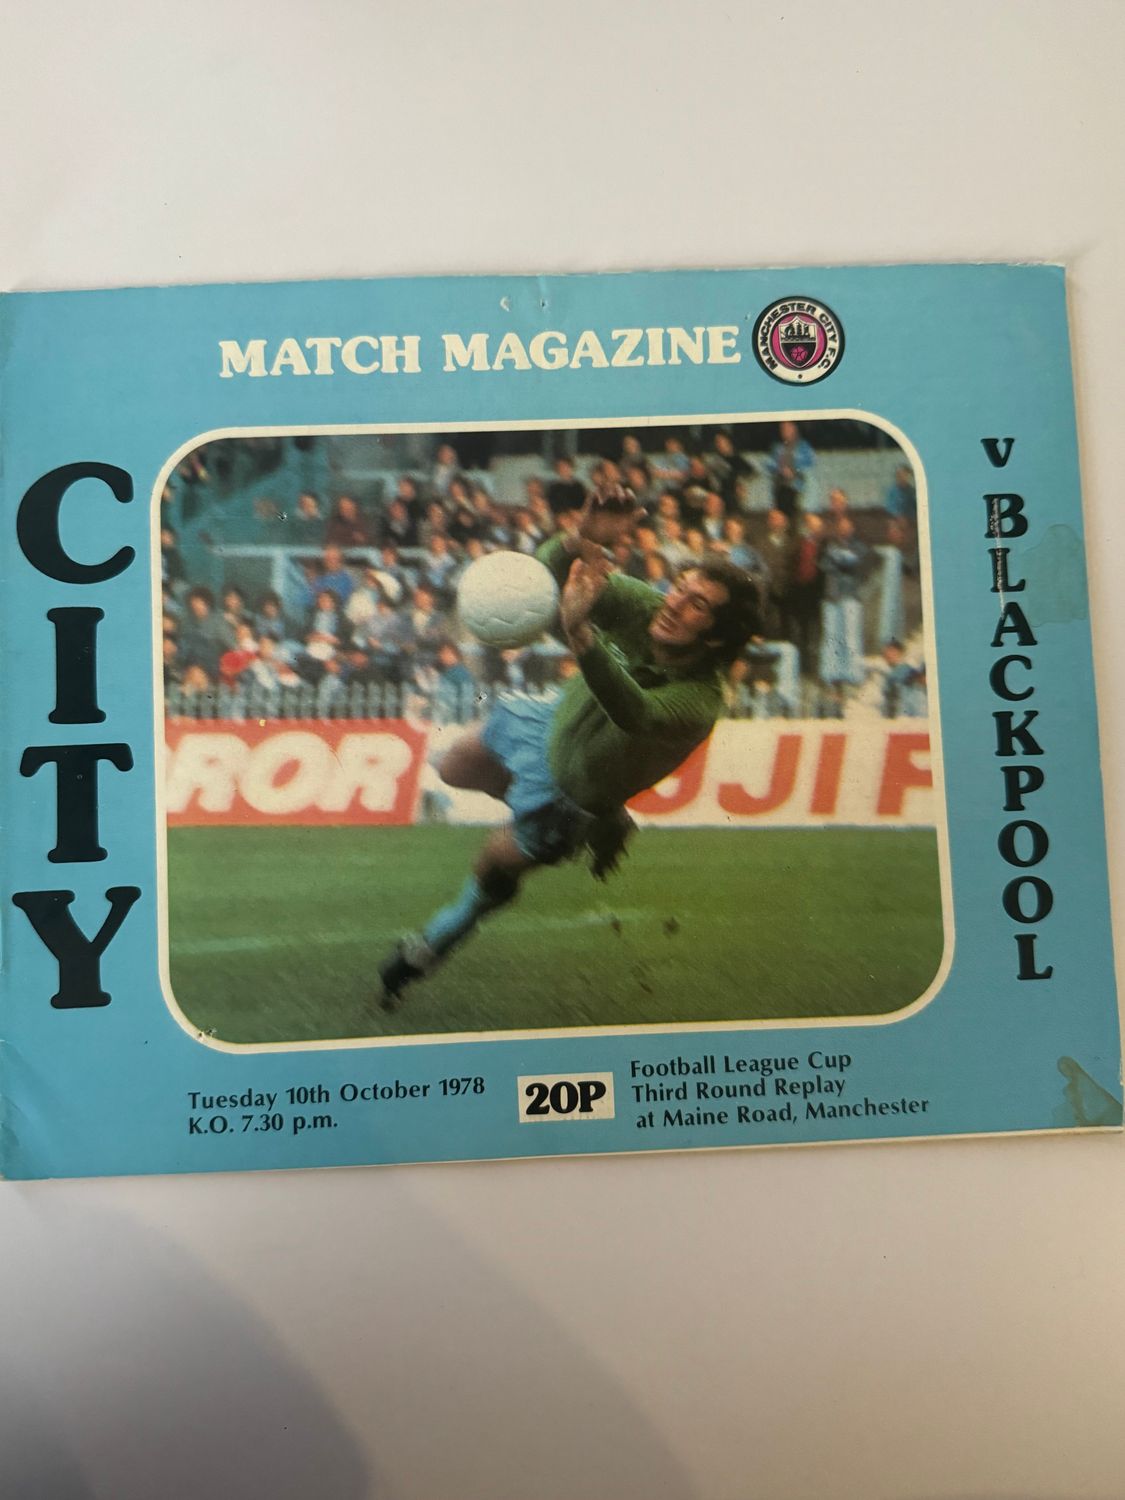 MATCH MAGAZINE
MANCHESTER CITY F.C.
CITY
v BLACKPOOL
ROR
UJI F
Tuesday 10th October 1978
K.O. 7.30 p.m.
20P
Football League Cup
Third Round Replay
at Maine Road, Manchester